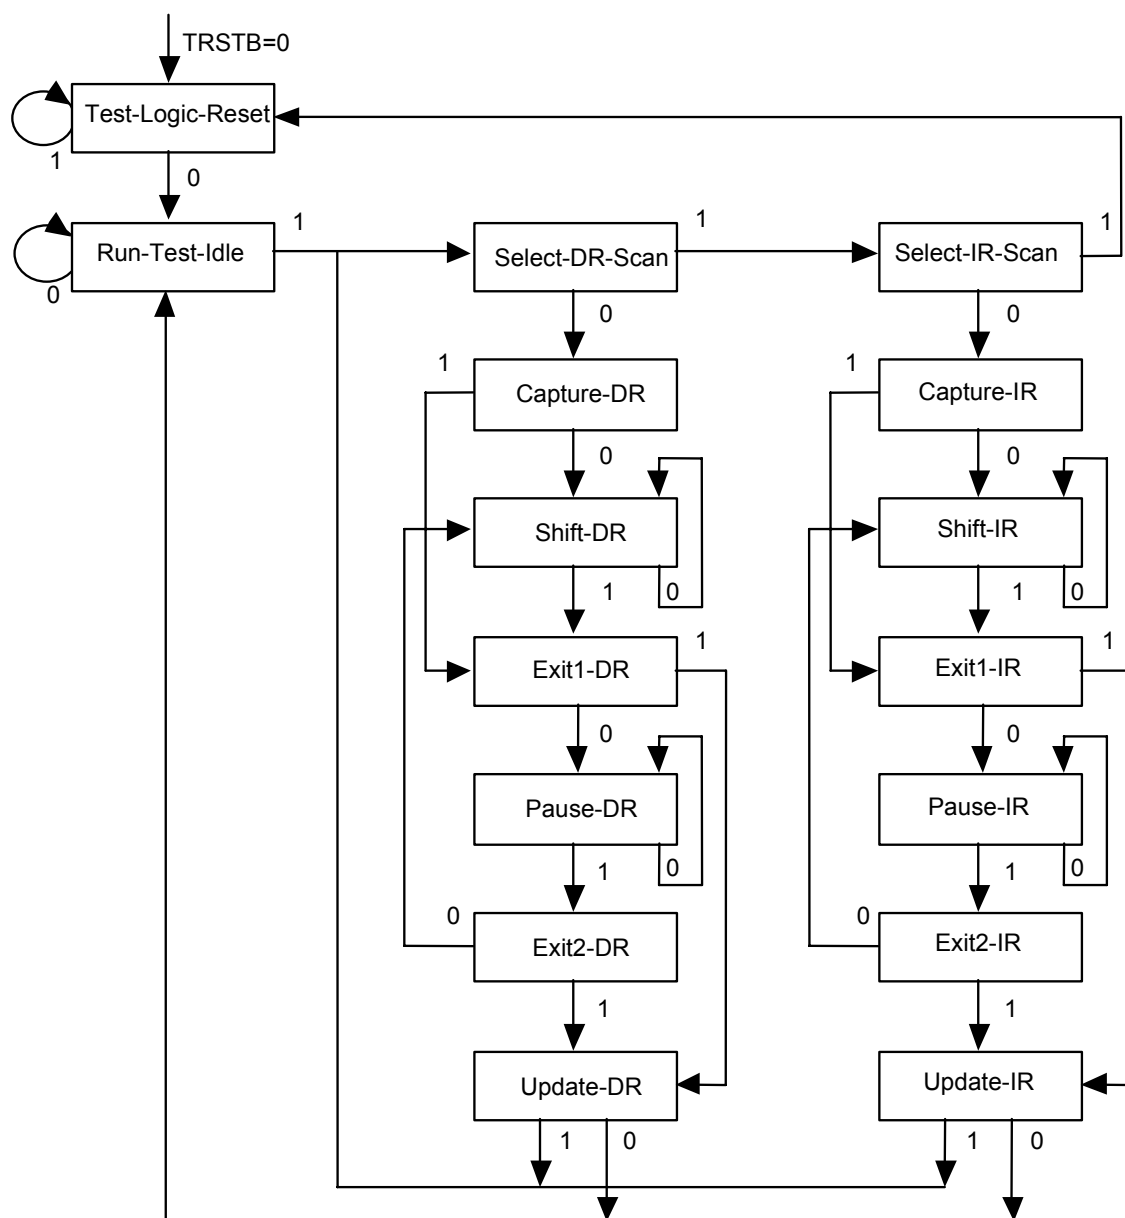 TRSTB=0
Test-Logic-Reset
1
0
Run-Test-Idle
0
1
Select-DR-Scan
1
Select-IR-Scan
1
0
0
1
Capture-DR
0
1
Capture-IR
0
Shift-DR
0
1
Shift-IR
0
1
Exit1-DR
1
0
Exit1-IR
1
0
Pause-DR
0
1
Pause-IR
0
1
0
Exit2-DR
1
0
Exit2-IR
1
Update-DR
1
0
Update-IR
1
0